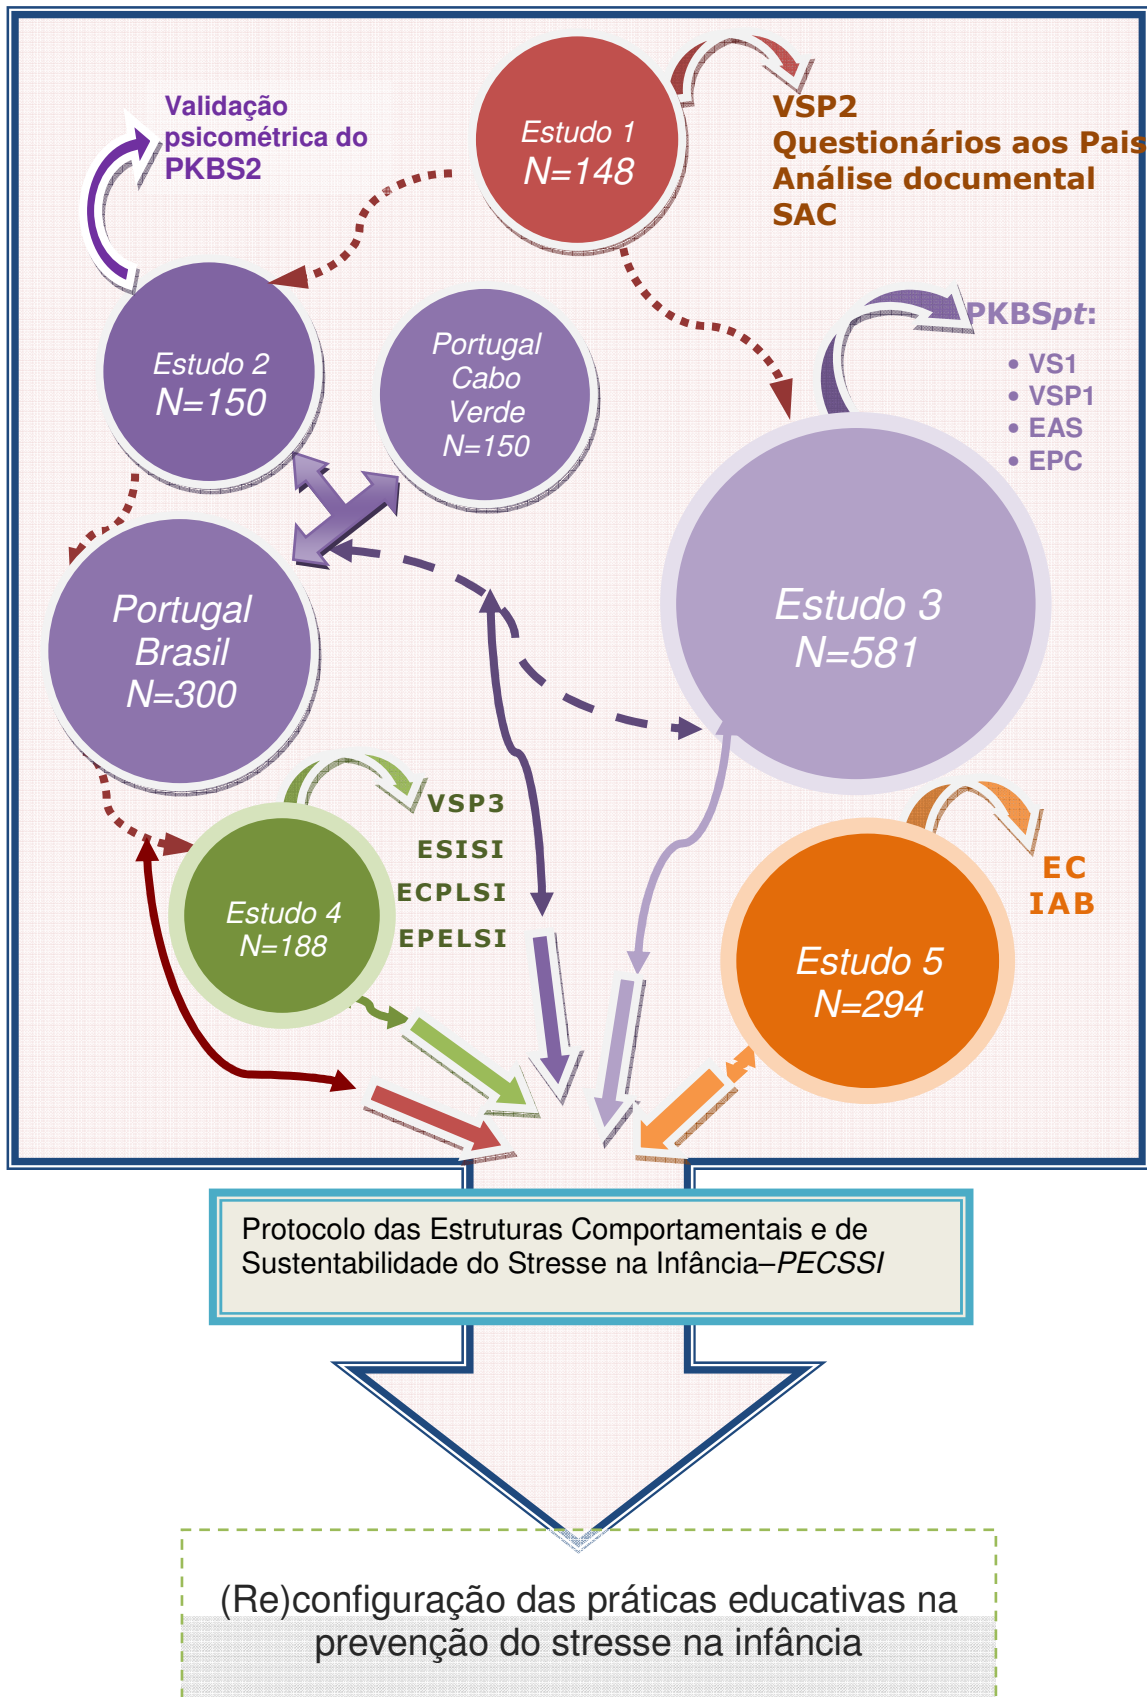 Estudo 1
N=148
VSP2
Questionários aos Pais
Análise documental
SAC
Validação
psicométrica do
PKBS2
Estudo 2
N=150
Portugal
Cabo
Verde
N=150
PKBSpt:
• VS1
• VSP1
• EAS
• EPC
Portugal
Brasil
N=300
Estudo 3
N=581
VSP3
ESISI
ECPLSI
EPELSI
Estudo 4
N=188
EC
IAB
Estudo 5
N=294
Protocolo das Estruturas Comportamentais e de
Sustentabilidade do Stresse na Infância–PECSSI
(Re)configuração das práticas educativas na
prevenção do stresse na infância